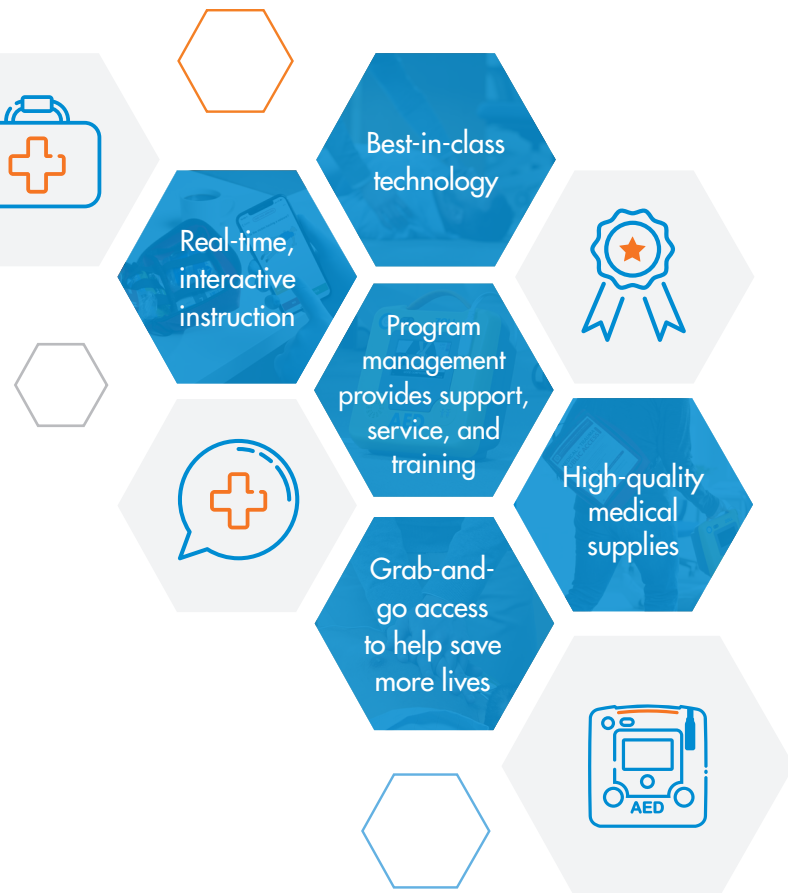 Best-in-class
technology
Real-time,
interactive
instruction
Program
management
provides support,
service, and
training
High-quality
medical
supplies
Grab-and-
go access
to help save
more lives
AED